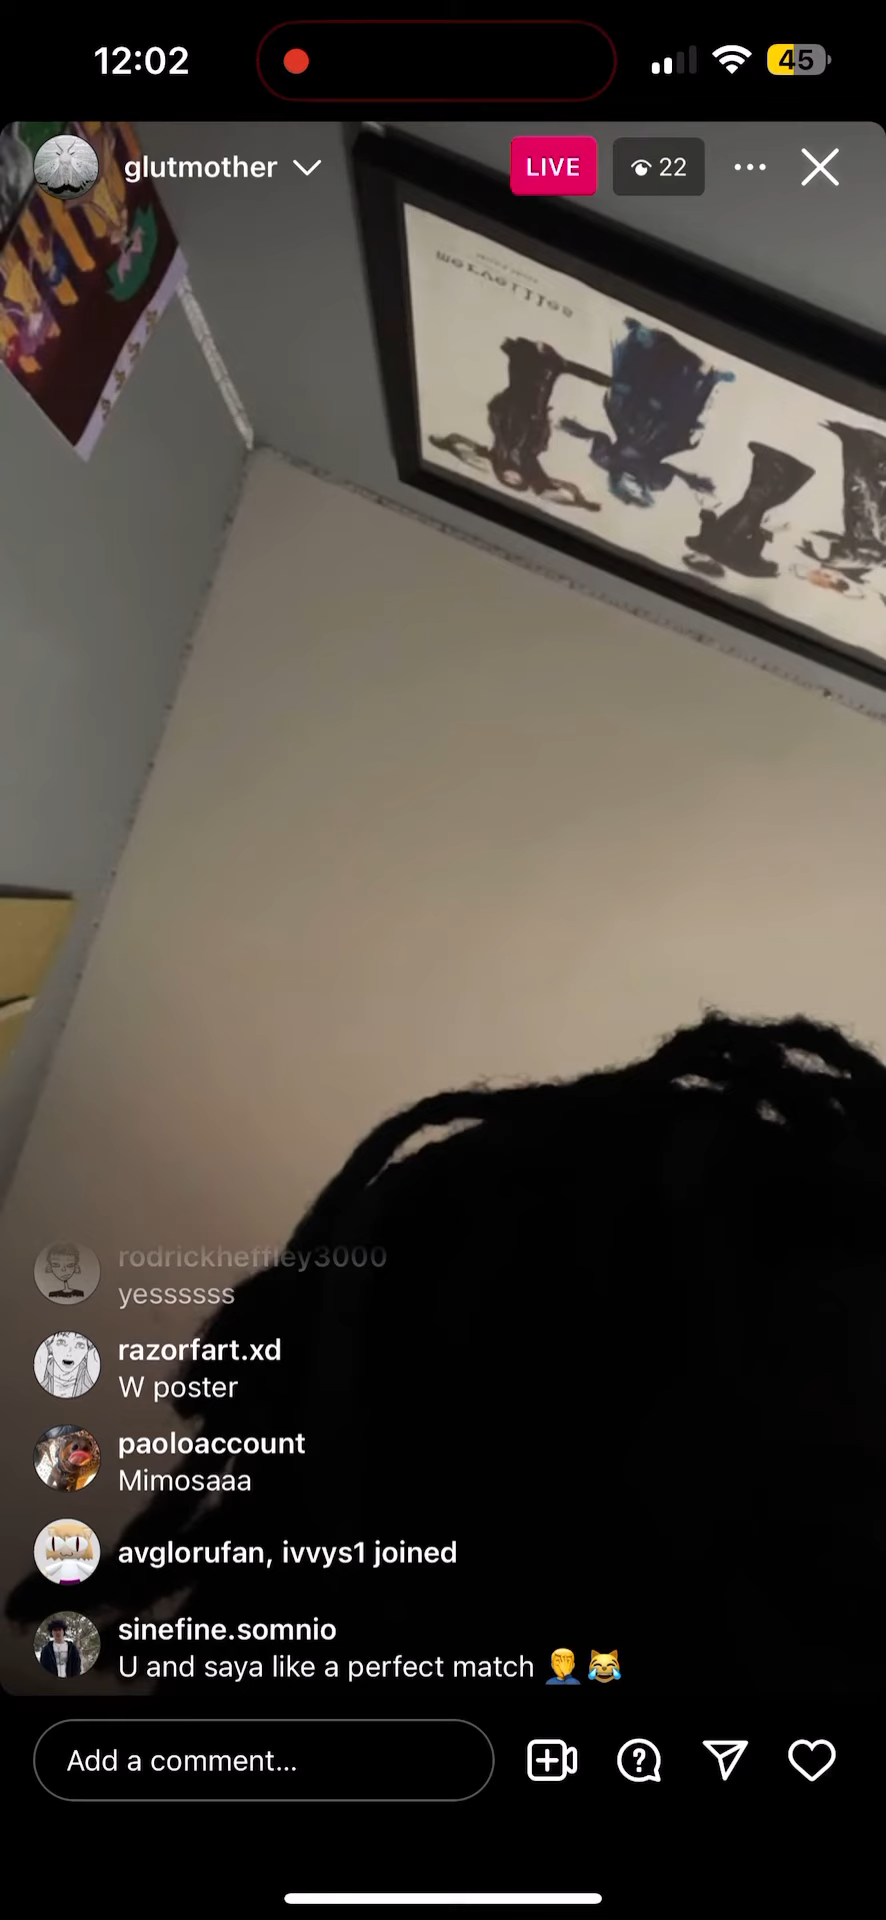 12:02
45
glutmother
LIVE
22
merveilles
rodrickheffley3000
yessssss
razorfart.xd
W poster
paoloaccount
Mimosaaa
avglorufan, ivvys1 joined
sinefine.somnio
U and saya like a perfect match 🤦‍♂️😹
Add a comment...